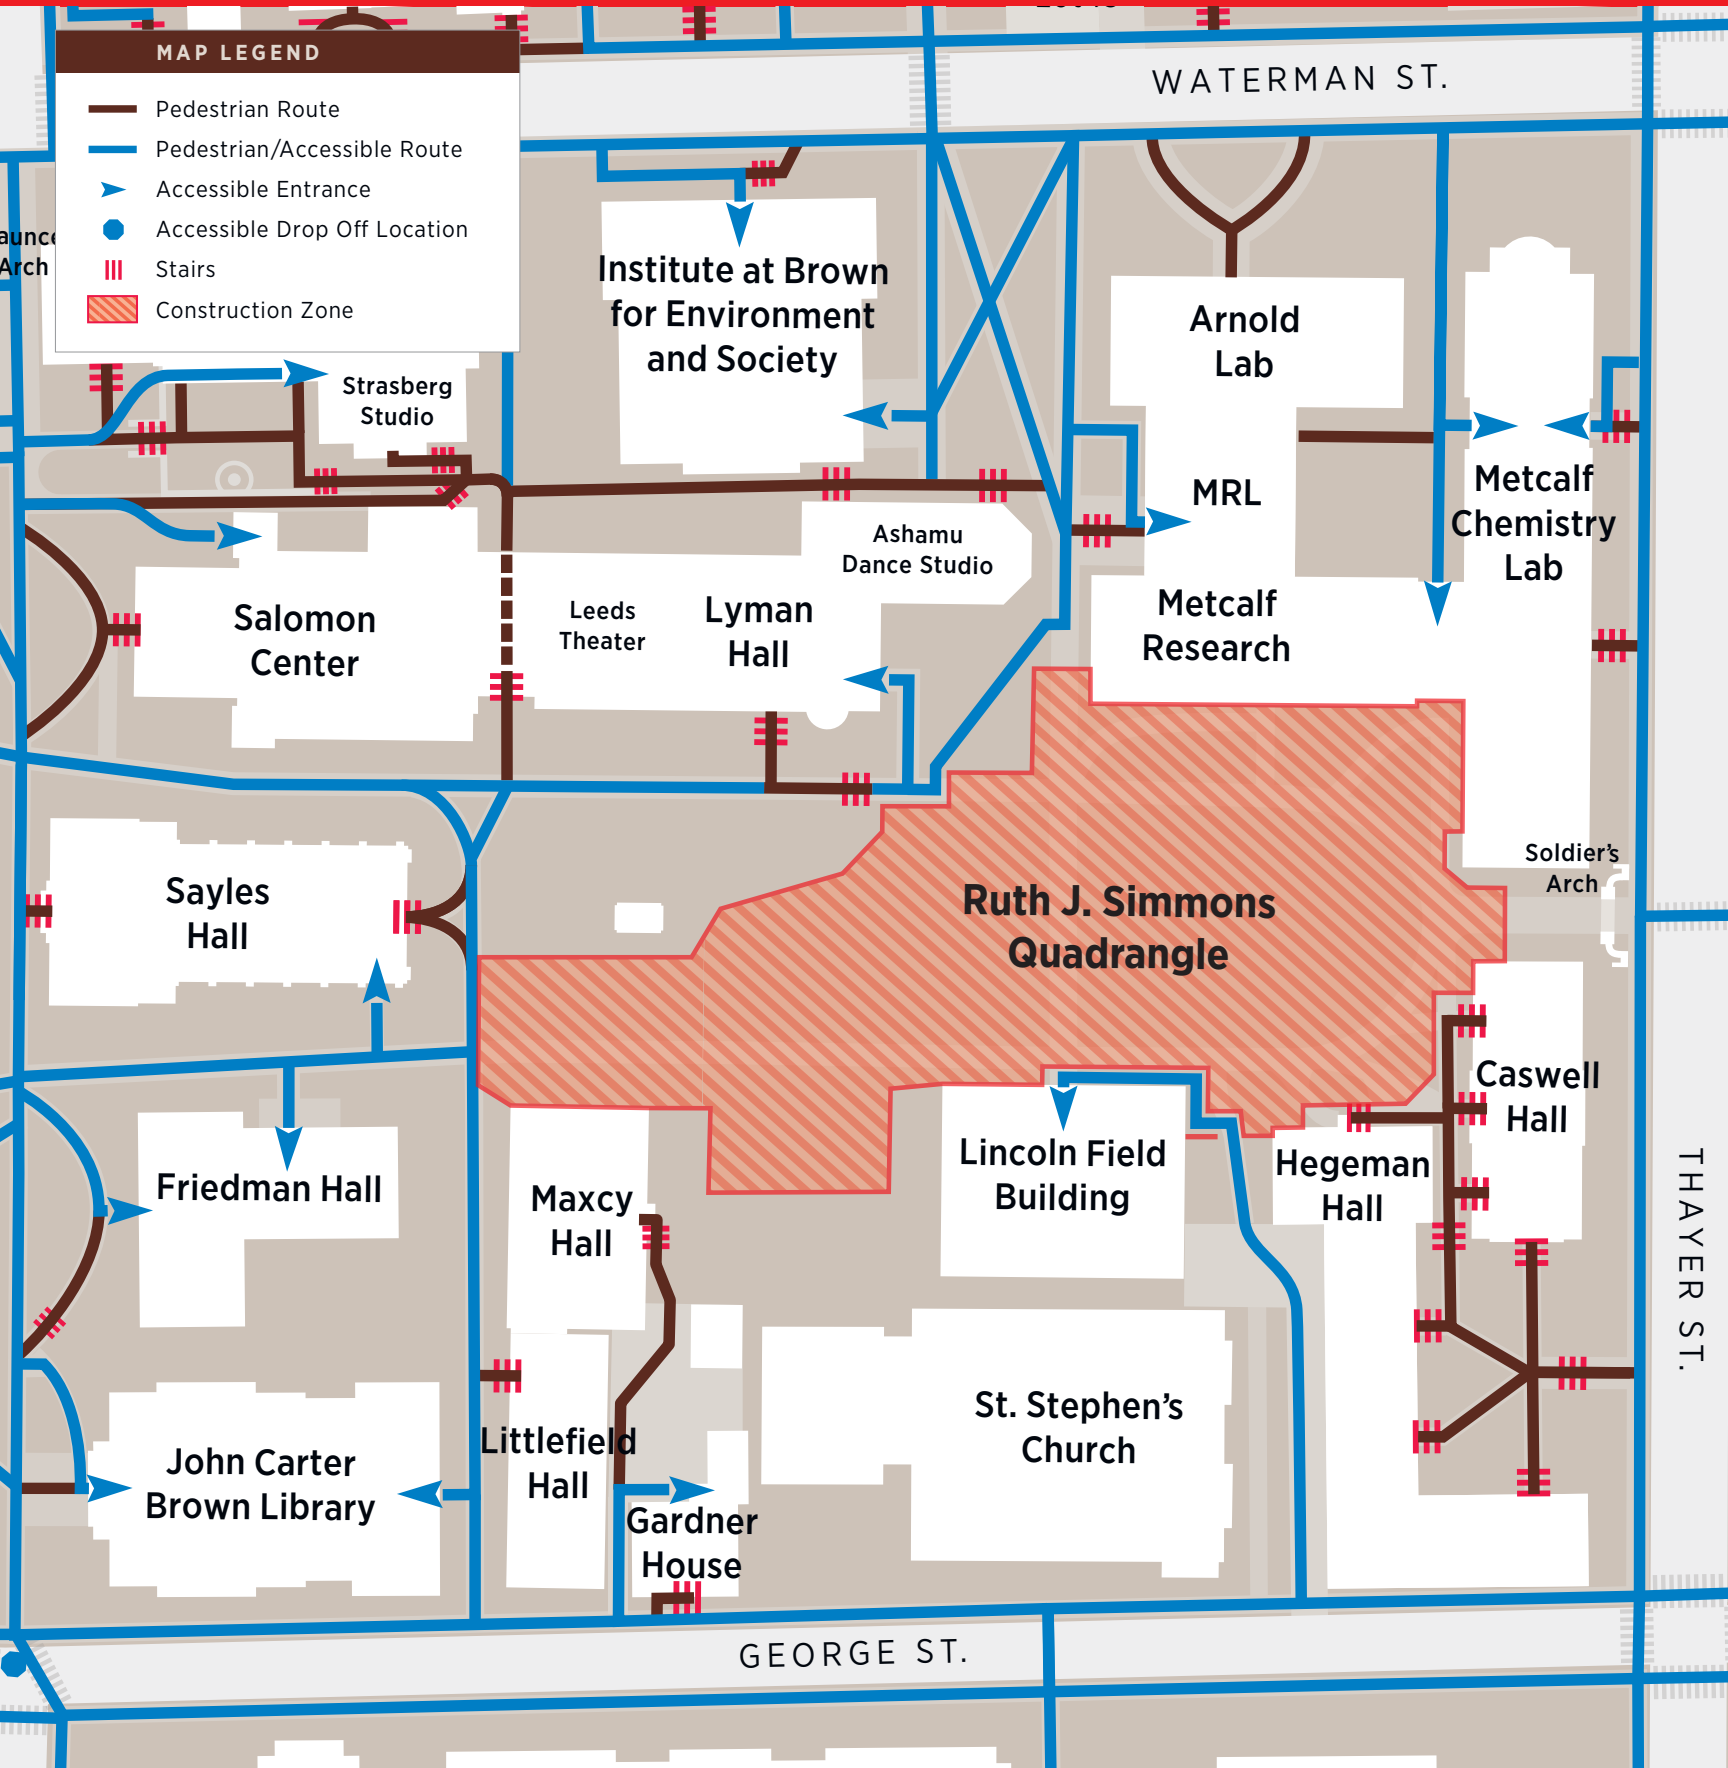 WATERMAN ST.
MAP LEGEND
Pedestrian Route
Pedestrian/Accessible Route
Accessible Entrance
Accessible Drop Off Location
Stairs
Construction Zone
Arch
Institute at Brown
for Environment
and Society
Arnold
Lab
Strasberg
Studio
MRL
Metcalf
Chemistry
Lab
Ashamu
Dance Studio
Salomon
Center
Leeds
Theater
Lyman
Hall
Metcalf
Research
Soldier’s
Arch
Sayles
Hall
Ruth J. Simmons
Quadrangle
Caswell
Hall
Friedman Hall
Maxcy
Hall
Lincoln Field
Building
Hegeman
Hall
THAYER ST.
John Carter
Brown Library
Littlefield
Hall
St. Stephen’s
Church
Gardner
House
GEORGE ST.